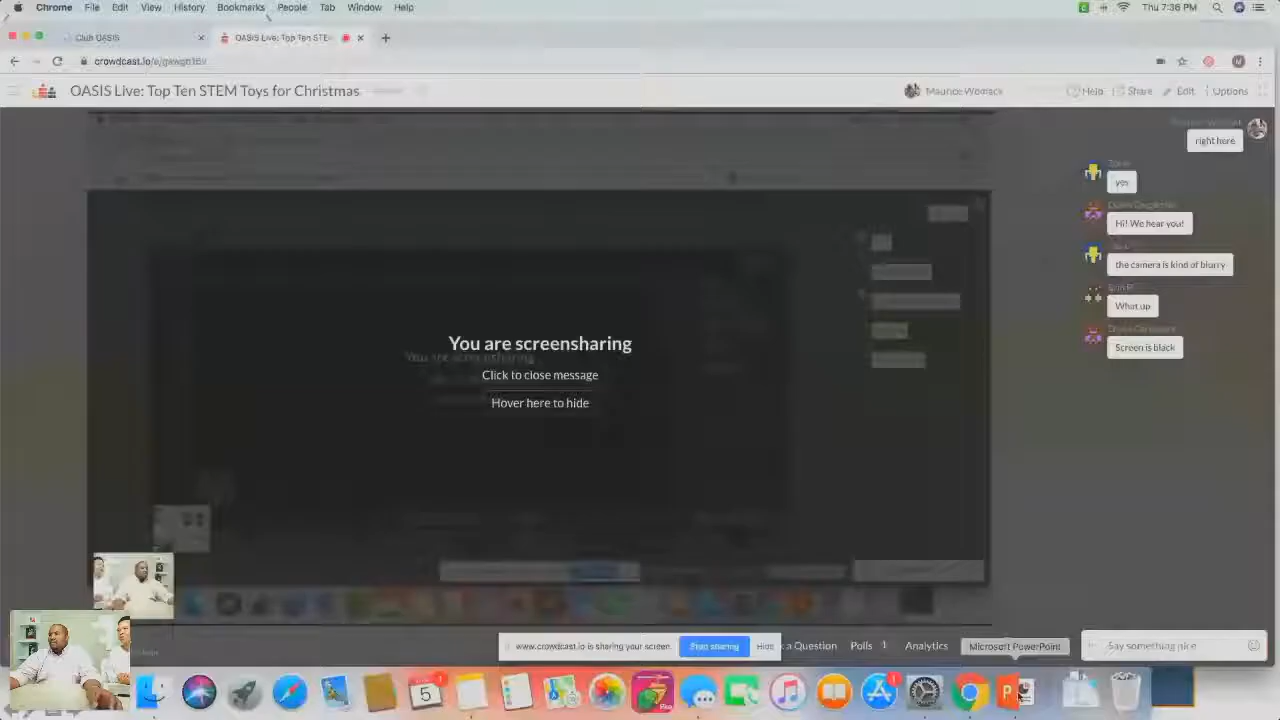 Chrome File Edit View History Bookmarks People Tab Window Help Thu 7:36 PM
Club OASIS
OASIS Live: Top Ten STEM
OASIS Live: Top Ten STEM Toys for Christmas
Maurice Womack
Help Share Edit Options
right here
yes
Hi! We hear you!
the camera is kind of blurry
What up
Screen is black
You are screensharing
Click to close message
Hover here to hide
www.crowdcast.io is sharing your screen.
Stop sharing
Hide
a Question
Polls 1
Analytics
Microsoft PowerPoint
Say something nice
5
1